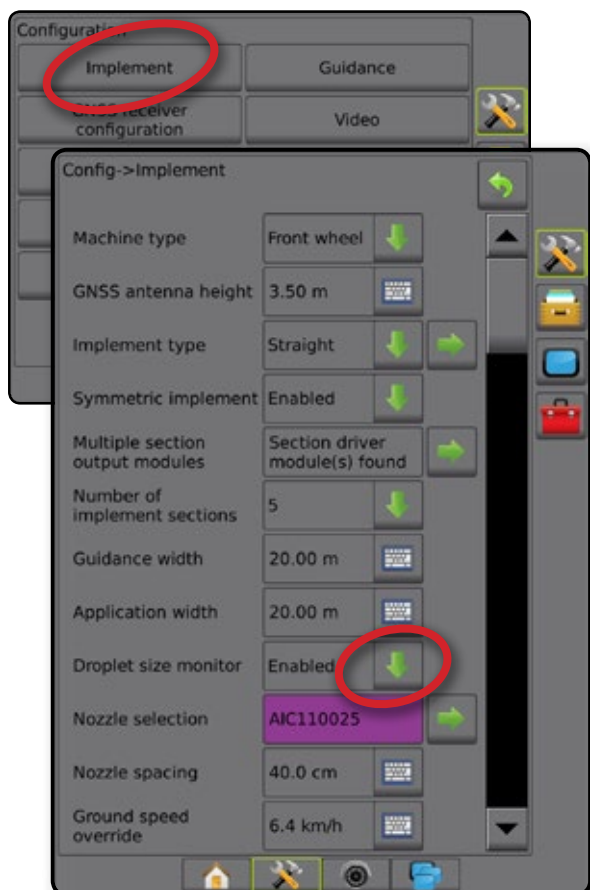 Configuration
Implement
Guidance
GNSS receiver
configuration
Video
Config->Implement
Machine type
Front wheel
GNSS antenna height
3.50 m
Implement type
Straight
Symmetric implement
Enabled
Multiple section
output modules
Section driver
module(s) found
Number of
implement sections
5
Guidance width
20.00 m
Application width
20.00 m
Droplet size monitor
Enabled
Nozzle selection
AIC110025
Nozzle spacing
40.0 cm
Ground speed
override
6.4 km/h